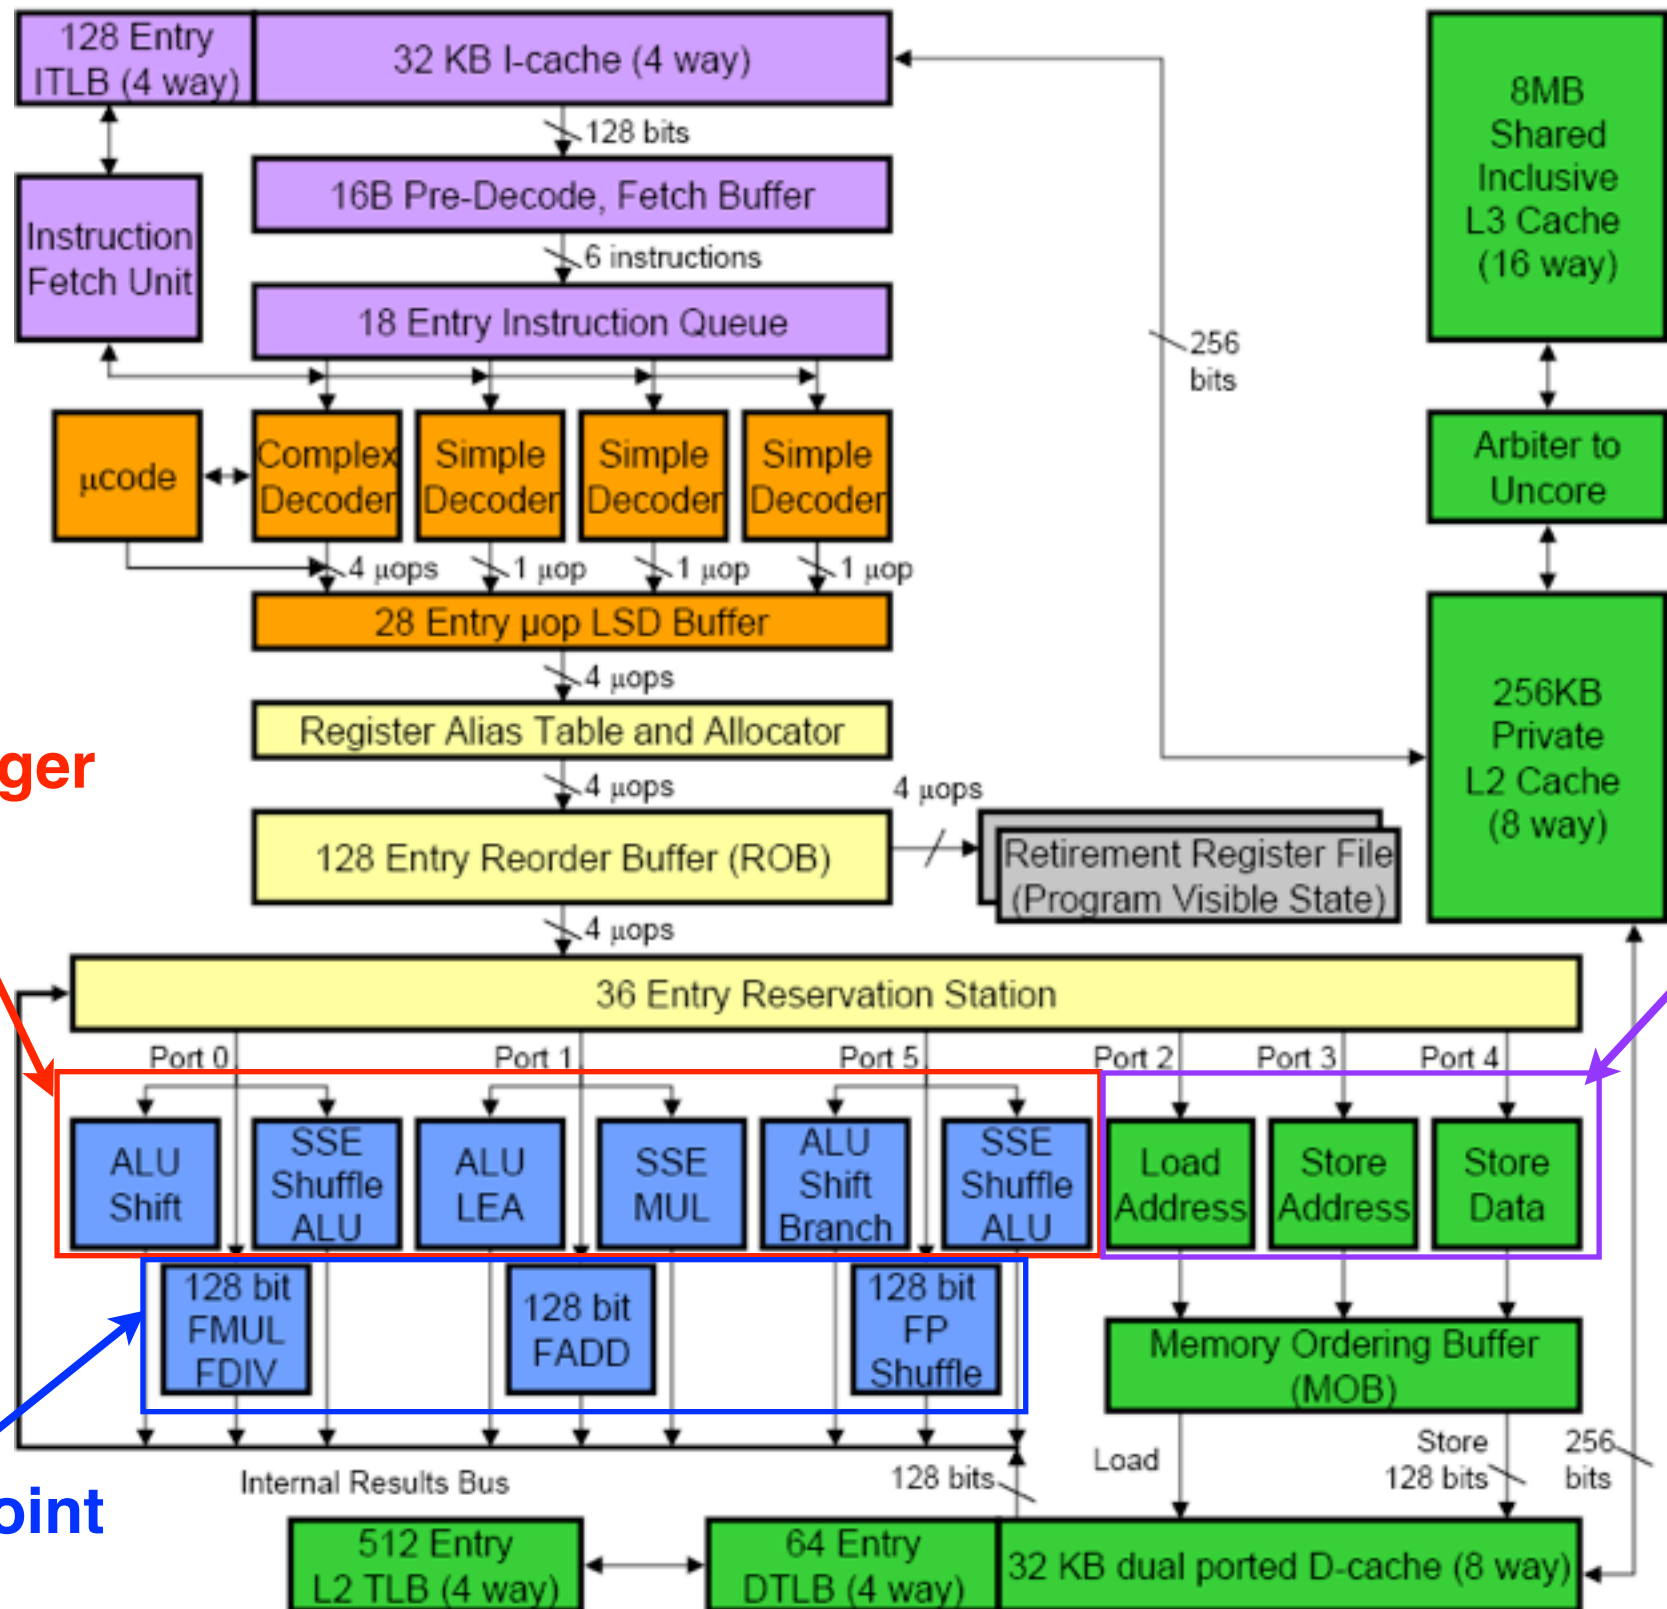 128 Entry
ITLB (4 way)
32 KB I-cache (4 way)
128 bits
16B Pre-Decode, Fetch Buffer
6 instructions
Instruction
Fetch Unit
18 Entry Instruction Queue
256
bits
8MB
Shared
Inclusive
L3 Cache
(16 way)
µcode
Complex
Decoder
Simple
Decoder
Simple
Decoder
Simple
Decoder
Arbiter to
Uncore
4 µops
1 µop
1 µop
1 µop
28 Entry µop LSD Buffer
4 µops
Register Alias Table and Allocator
256KB
Private
L2 Cache
(8 way)
ger
4 µops
4 µops
128 Entry Reorder Buffer (ROB)
Retirement Register File
(Program Visible State)
4 µops
36 Entry Reservation Station
Port 0
Port 1
Port 5
Port 2
Port 3
Port 4
ALU
Shift
SSE
Shuffle
ALU
ALU
LEA
SSE
MUL
ALU
Shift
Branch
SSE
Shuffle
ALU
Load
Address
Store
Address
Store
Data
128 bit
FMUL
FDIV
128 bit
FADD
128 bit
FP
Shuffle
Memory Ordering Buffer
(MOB)
oint
Internal Results Bus
128 bits
Load
Store
128 bits
256
bits
512 Entry
L2 TLB (4 way)
64 Entry
DTLB (4 way)
32 KB dual ported D-cache (8 way)